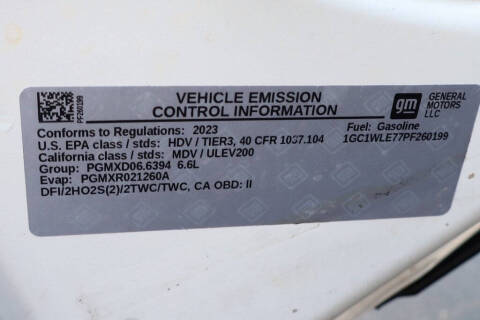 PF260199
VEHICLE EMISSION
CONTROL INFORMATION
gm
GENERAL
MOTORS
LLC
Conforms to Regulations: 2023
Fuel: Gasoline
U.S. EPA class / stds: HDV / TIER3, 40 CFR 1037.104
1GC1WLE77PF260199
California class / stds: MDV / ULEV200
Group: PGMXD06.6394 6.6L
Evap: PGMXR021260A
DFI/2HO2S(2)/2TWC/TWC, CA OBD: II